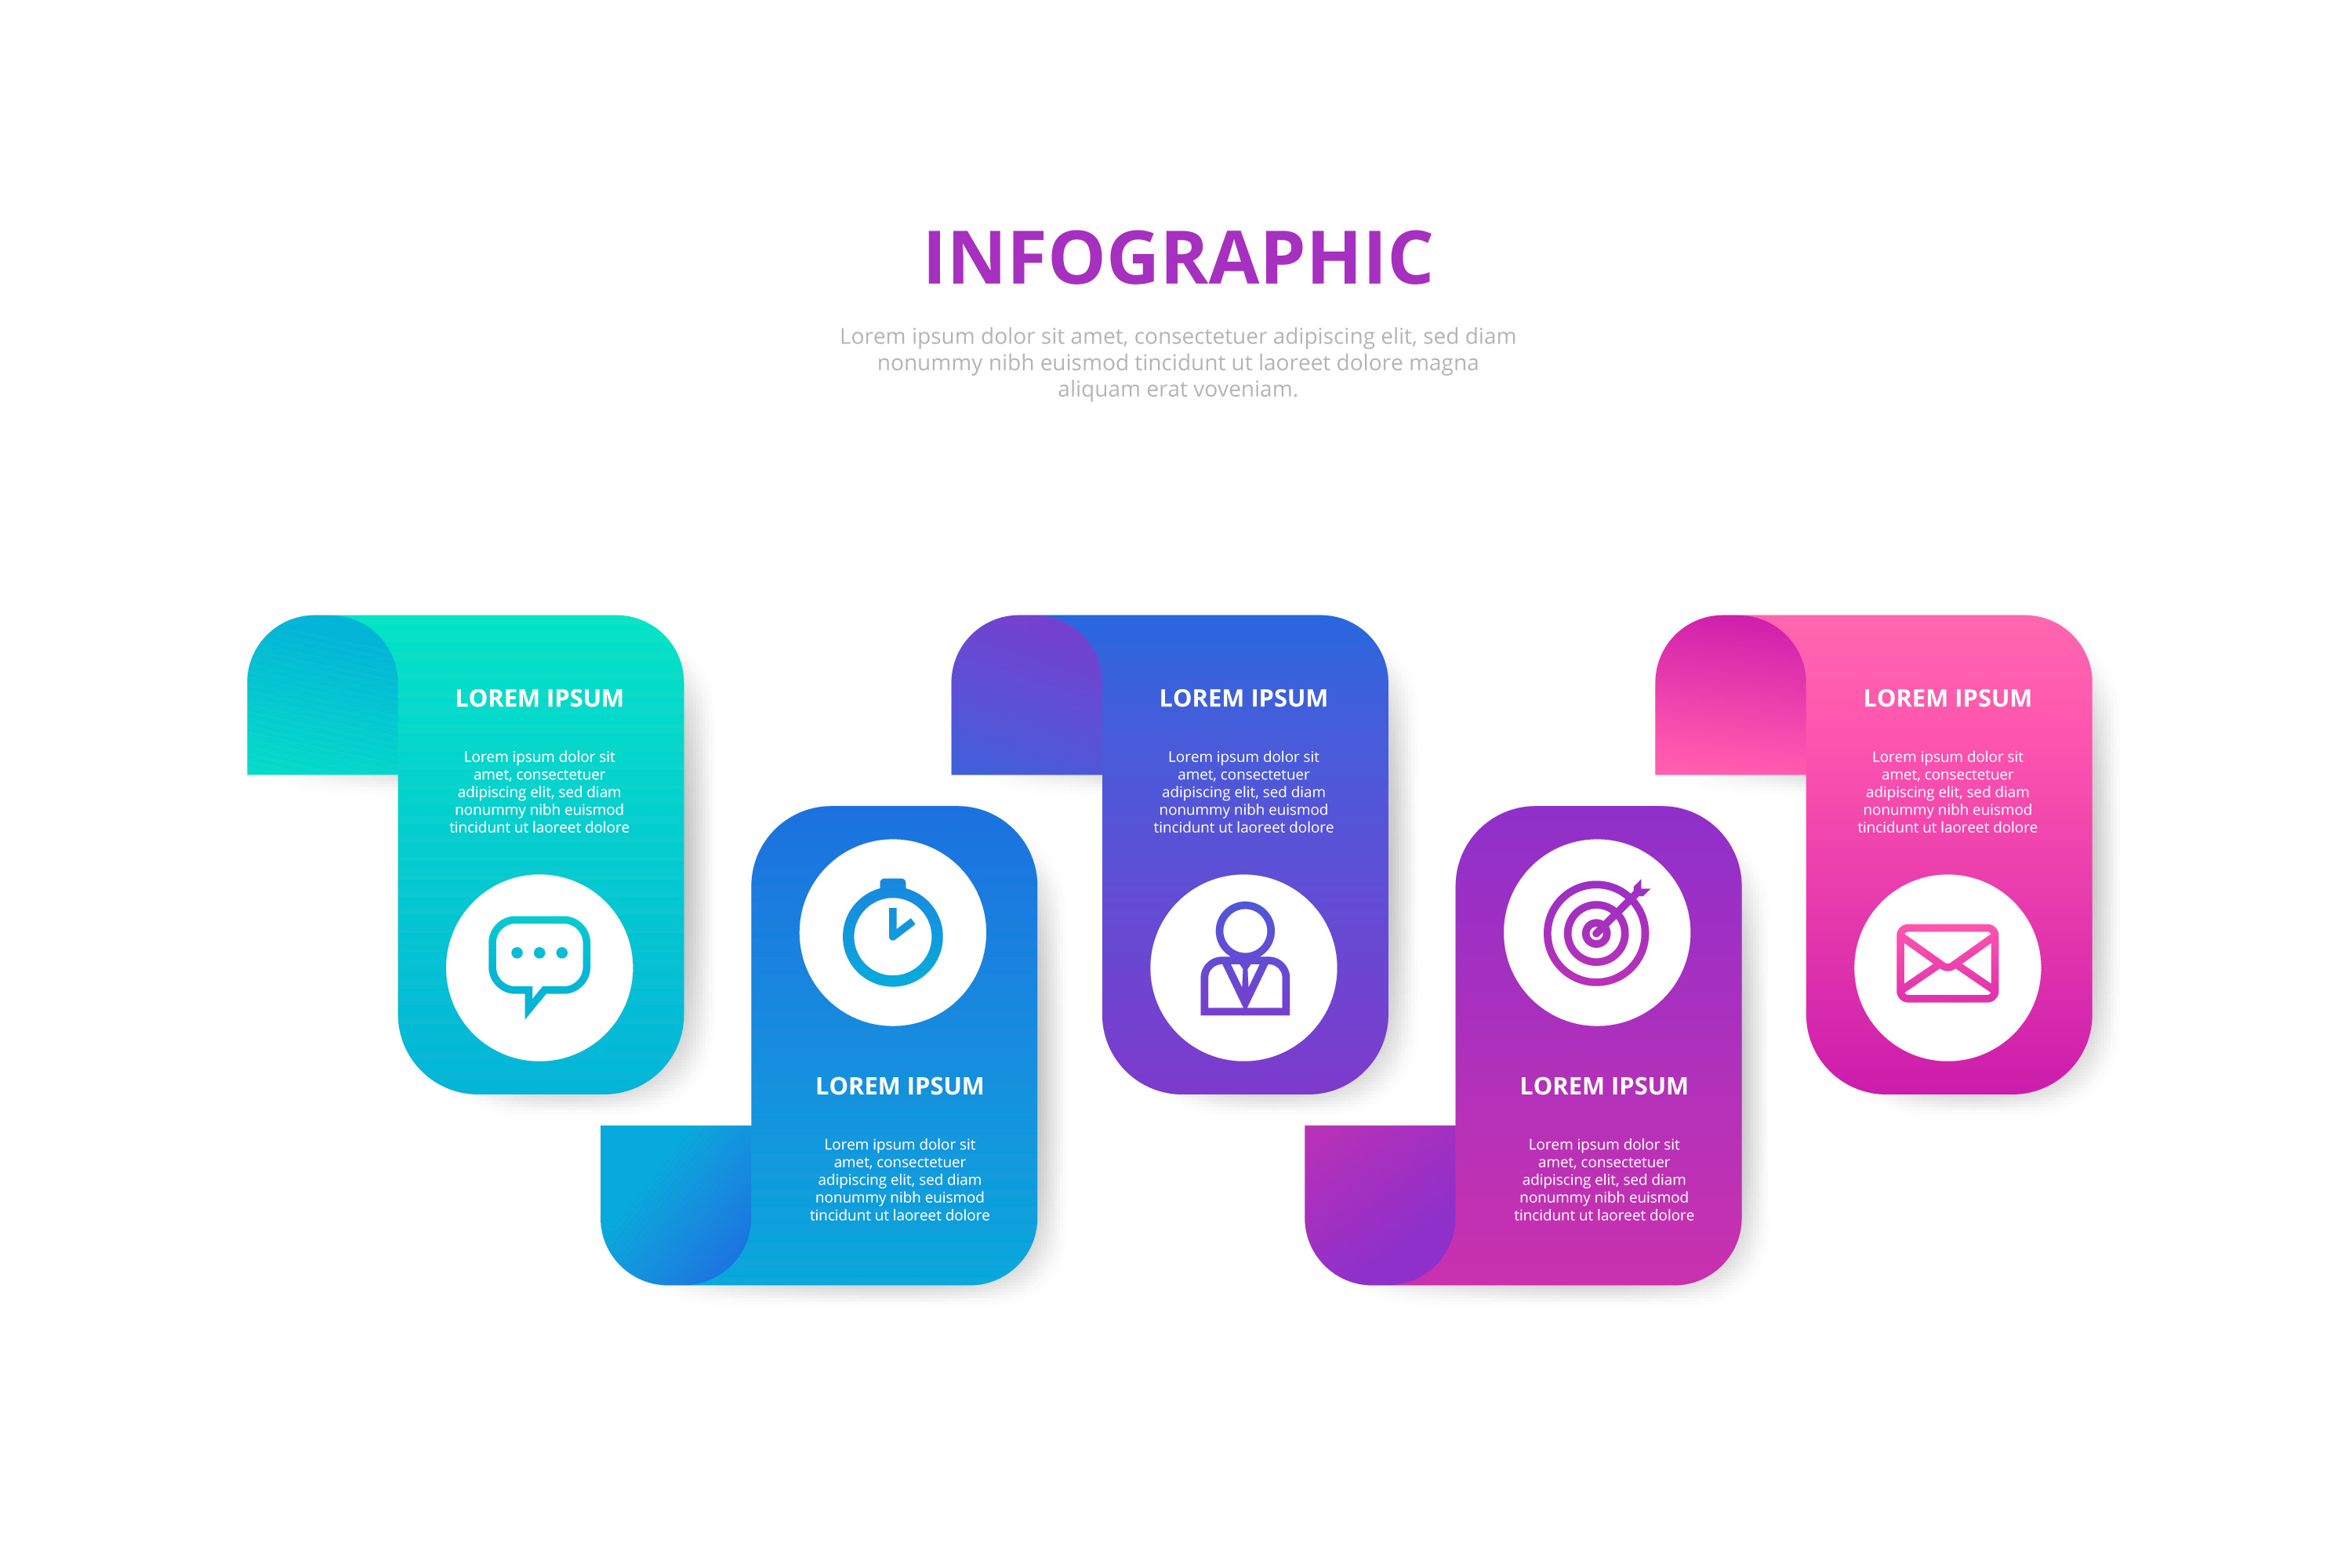 INFOGRAPHIC
Lorem ipsum dolor sit amet, consectetuer adipiscing elit, sed diam
nonummy nibh euismod tincidunt ut laoreet dolore magna
aliquam erat voveniam.
LOREM IPSUM
Lorem ipsum dolor sit
amet, consectetuer
adipiscing elit, sed diam
nonummy nibh euismod
tincidunt ut laoreet dolore
LOREM IPSUM
Lorem ipsum dolor sit
amet, consectetuer
adipiscing elit, sed diam
nonummy nibh euismod
tincidunt ut laoreet dolore
LOREM IPSUM
Lorem ipsum dolor sit
amet, consectetuer
adipiscing elit, sed diam
nonummy nibh euismod
tincidunt ut laoreet dolore
LOREM IPSUM
Lorem ipsum dolor sit
amet, consectetuer
adipiscing elit, sed diam
nonummy nibh euismod
tincidunt ut laoreet dolore
LOREM IPSUM
Lorem ipsum dolor sit
amet, consectetuer
adipiscing elit, sed diam
nonummy nibh euismod
tincidunt ut laoreet dolore